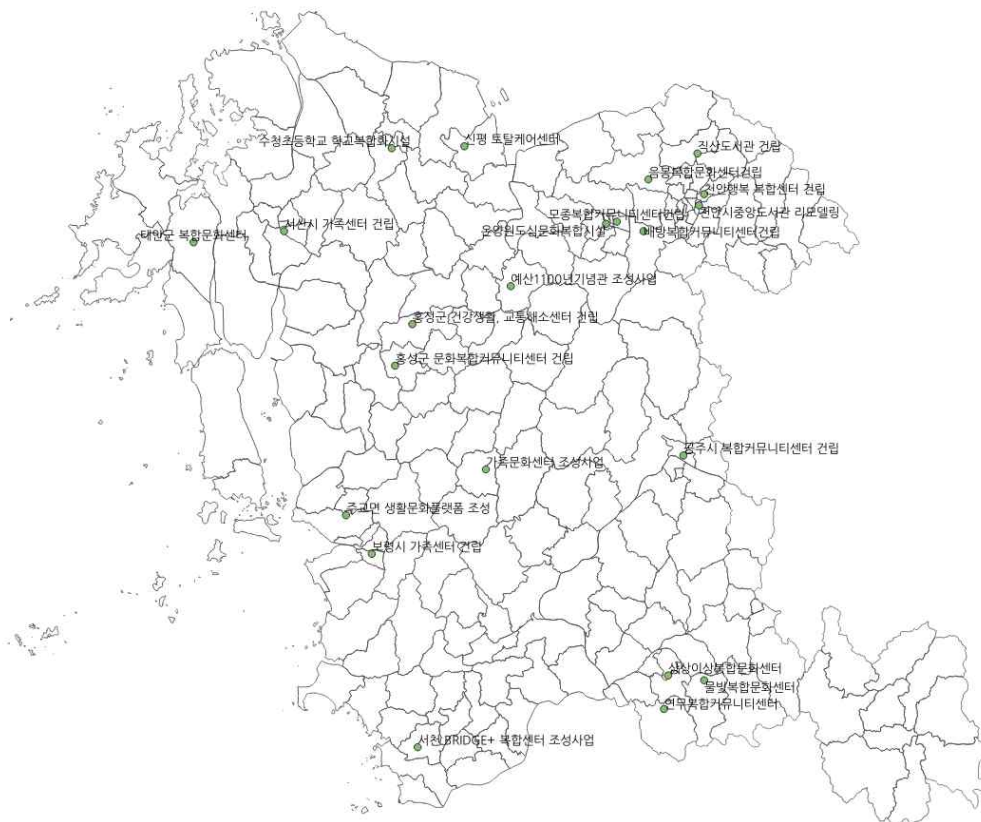 수청초등학교 학교복합화시설
신평 토탈케어센터
직산도서관 건립
음봉복합문화센터건립
천안행복 복합센터 건립
모종복합커뮤니티센터건립
천안시중앙도서관 리모델링
서산시 가족센터 건립
온양원도심문화복합시설
배방복합커뮤니티센터건립
태안군 복합문화센터
예산1100년기념관 조성사업
홍성군 건강생활, 교통해소센터 건립
홍성군 문화복합커뮤니티센터 건립
공주시 복합커뮤니티센터 건립
가족문화센터 조성사업
주교면 생활문화플랫폼 조성
보령시 가족센터 건립
상상이상복합문화센터
물빛복합문화센터
연무복합커뮤니티센터
서천 BRIDGE+ 복합센터 조성사업